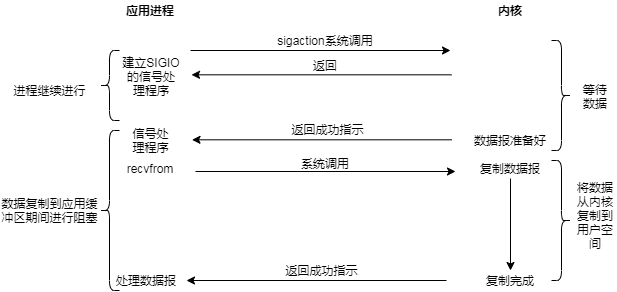 应用进程
内核
sigaction系统调用
建立SIGIO
的信号处
理程序
返回
进程继续进行
等待
数据
返回成功指示
信号处
理程序
数据报准备好
recvfrom
系统调用
复制数据报
数据复制到应用缓
冲区期间进行阻塞
将数据
从内核
复制到
用户空
间
返回成功指示
处理数据报
复制完成